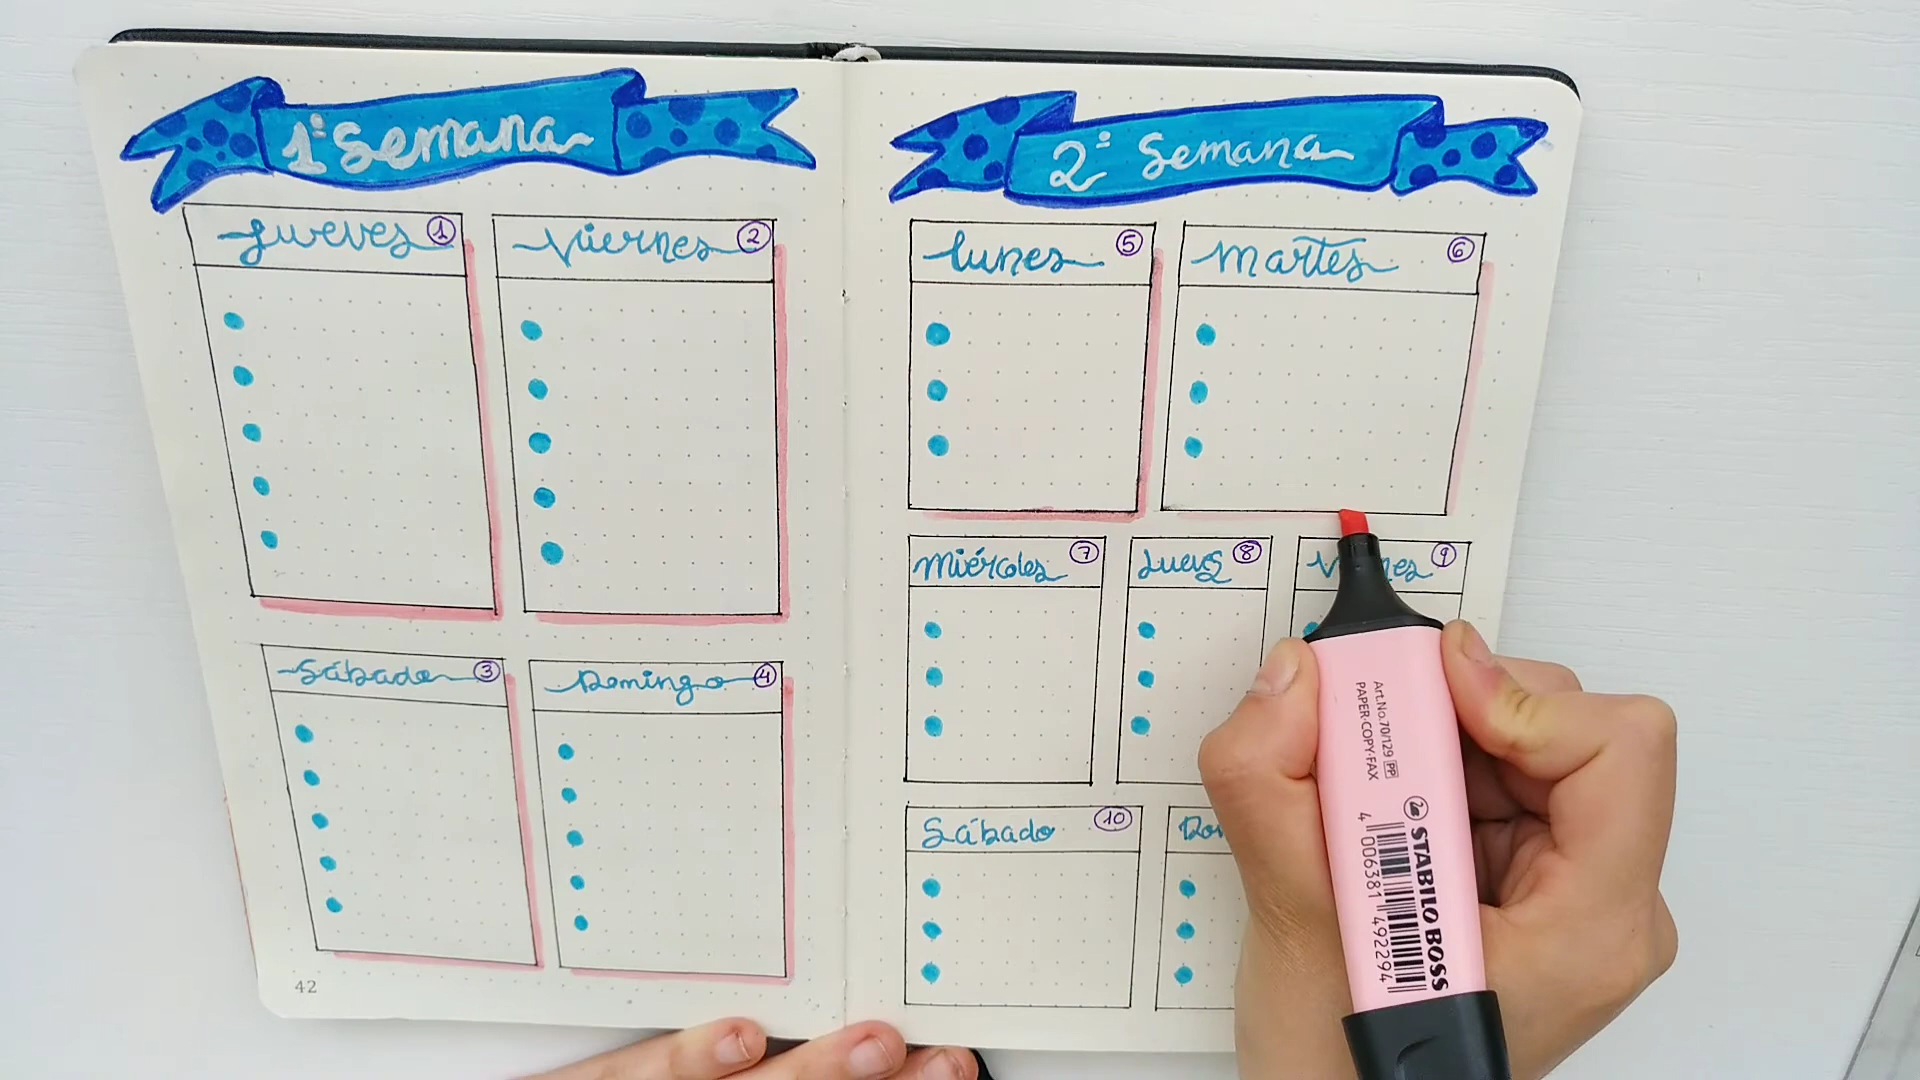 1ª Semana
Jueves 1
Viernes 2
Sábado 3
Domingo 4
42
2ª Semana
lunes 5
Martes 6
Miércoles 7
Jueves 8
9
Sábado 10
Art.No.70/129 PP
PAPER·COPY·FAX
STABILO BOSS
4 006381 492294